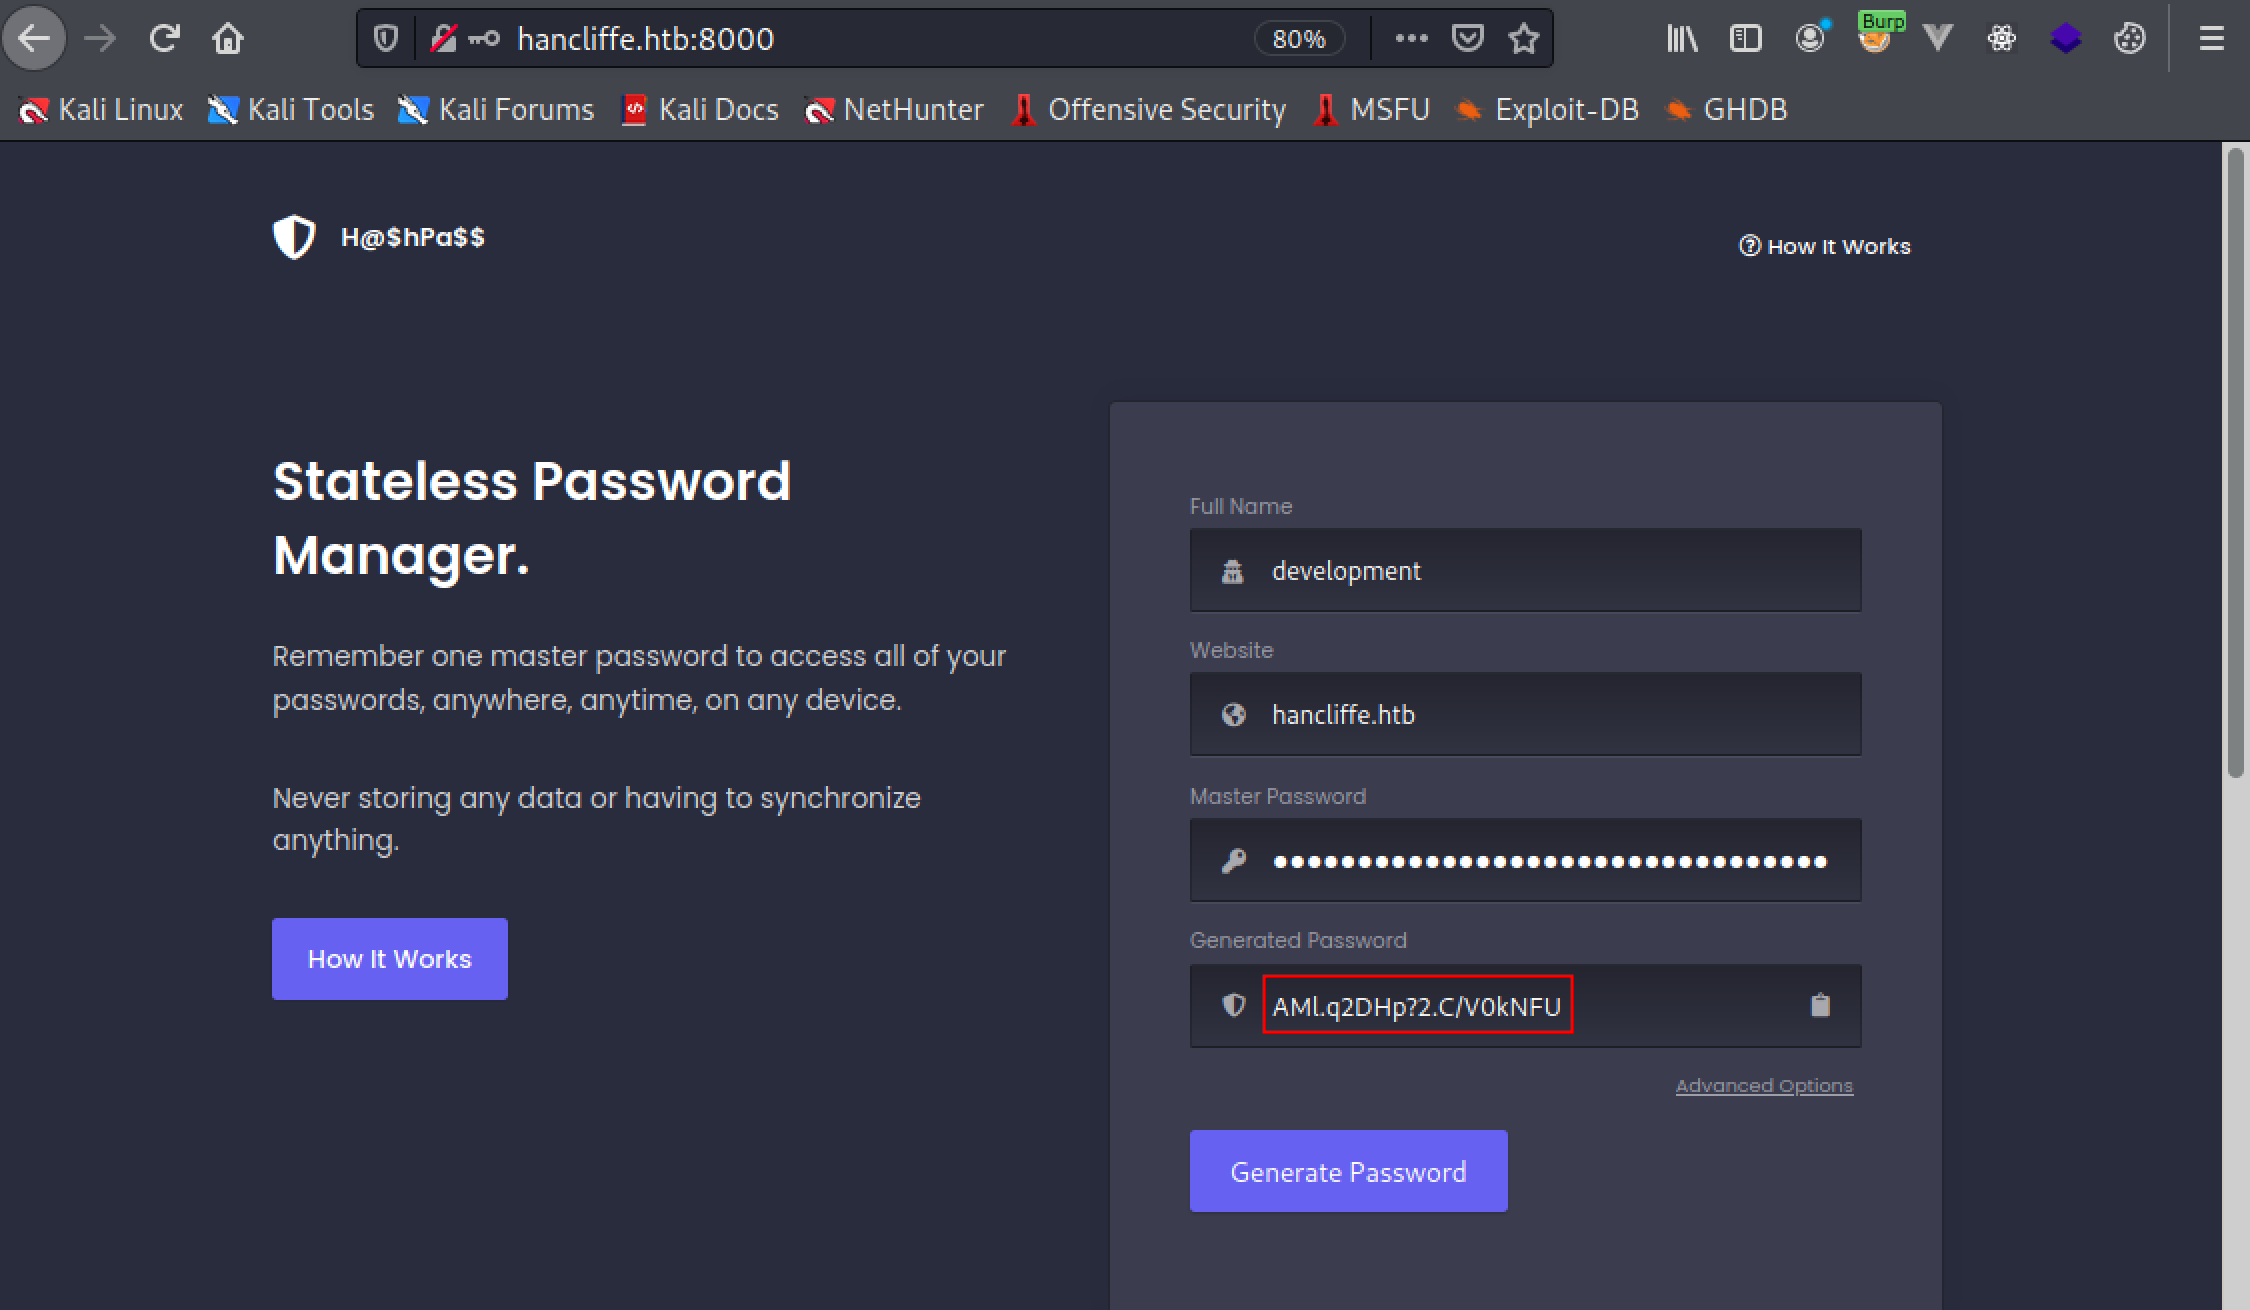 hancliffe.htb:8000
80%
Burp
Kali Linux
Kali Tools
Kali Forums
Kali Docs
NetHunter
Offensive Security
MSFU
Exploit-DB
GHDB
H@$hPa$$
How It Works
Stateless Password
Manager.
Remember one master password to access all of your
passwords, anywhere, anytime, on any device.
Never storing any data or having to synchronize
anything.
How It Works
Full Name
development
Website
hancliffe.htb
Master Password
•••••••••••••••••••••••••••••••••
Generated Password
AMl.q2DHp?2.C/V0kNFU
Advanced Options
Generate Password